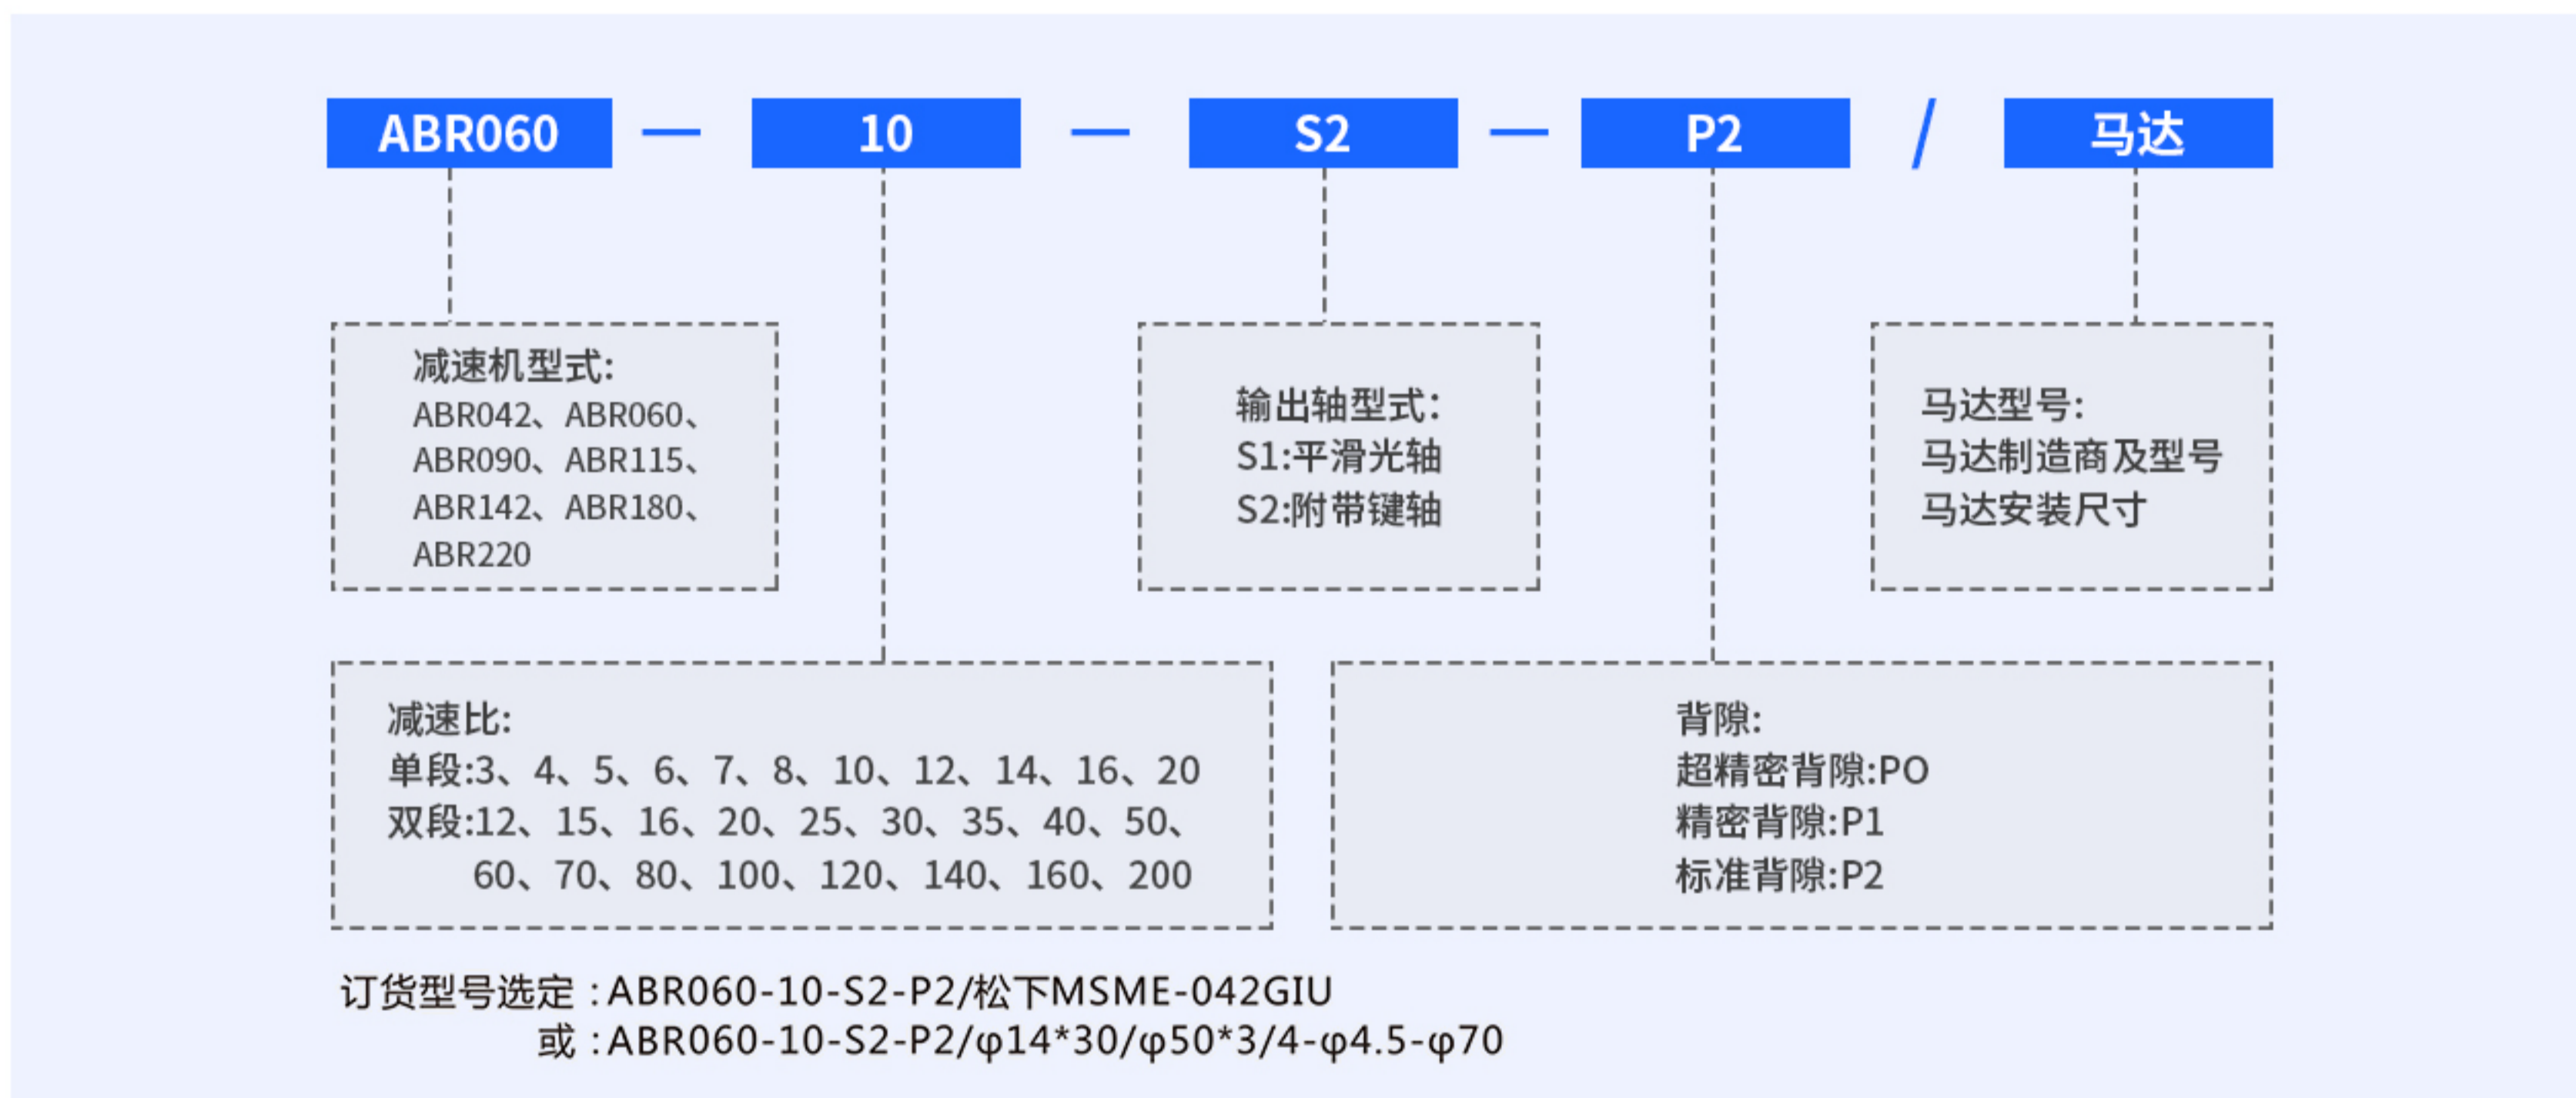 ABR060 — 10 — S2 — P2 / 马达
减速机型式:
ABR042、ABR060、
ABR090、ABR115、
ABR142、ABR180、
ABR220
输出轴型式:
S1:平滑光轴
S2:附带键轴
马达型号:
马达制造商及型号
马达安装尺寸
减速比:
单段:3、4、5、6、7、8、10、12、14、16、20
双段:12、15、16、20、25、30、35、40、50、
60、70、80、100、120、140、160、200
背隙:
超精密背隙:PO
精密背隙:P1
标准背隙:P2
订货型号选定 :ABR060-10-S2-P2/松下MSME-042GIU
或 :ABR060-10-S2-P2/φ14*30/φ50*3/4-φ4.5-φ70